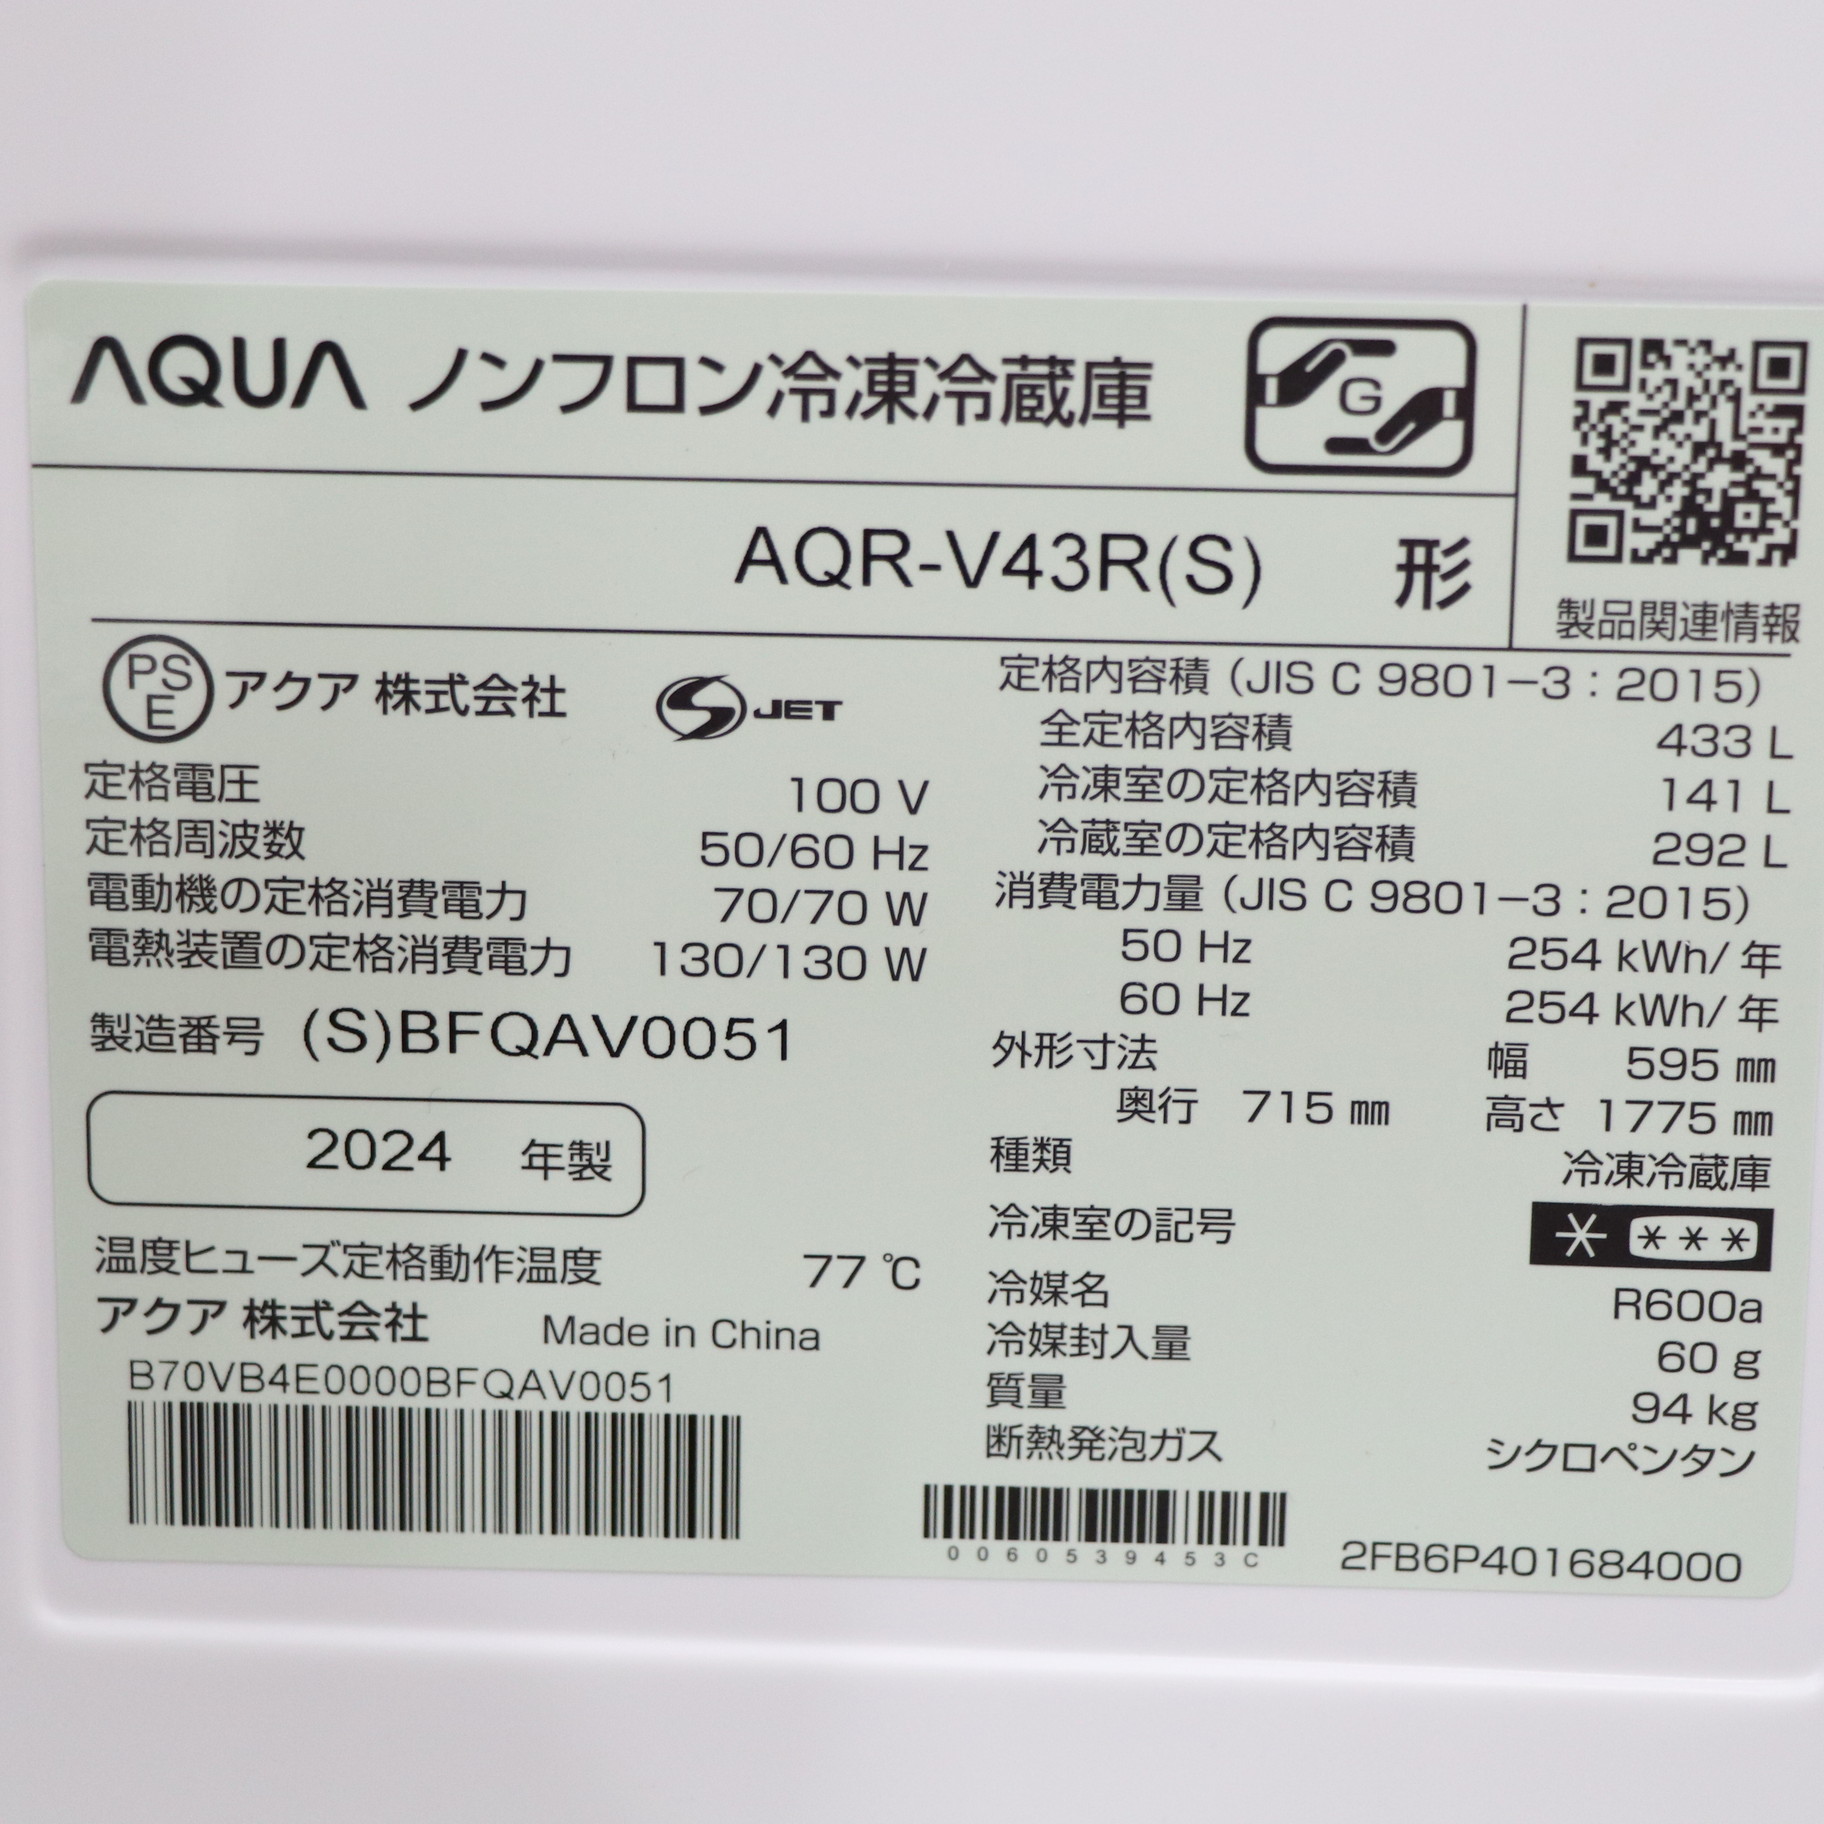 AQUA ノンフロン冷凍冷蔵庫
G
AQR-V43R(S) 形
製品関連情報
PSE アクア 株式会社 S JET
定格電圧 100 V
定格周波数 50/60 Hz
電動機の定格消費電力 70/70 W
電熱装置の定格消費電力 130/130 W
製造番号 (S)BFQAV0051
2024 年製
温度ヒューズ定格動作温度 77 ℃
アクア 株式会社 Made in China
B70VB4E0000BFQAV0051
定格内容積（JIS C 9801−3：2015）
全定格内容積 433 L
冷凍室の定格内容積 141 L
冷蔵室の定格内容積 292 L
消費電力量（JIS C 9801−3：2015）
50 Hz 254 kWh/年
60 Hz 254 kWh/年
外形寸法 幅 595 ㎜
奥行 715 ㎜ 高さ 1775 ㎜
種類 冷凍冷蔵庫
冷凍室の記号 * ***
冷媒名 R600a
冷媒封入量 60 g
質量 94 kg
断熱発泡ガス シクロペンタン
0060539453C
2FB6P401684000